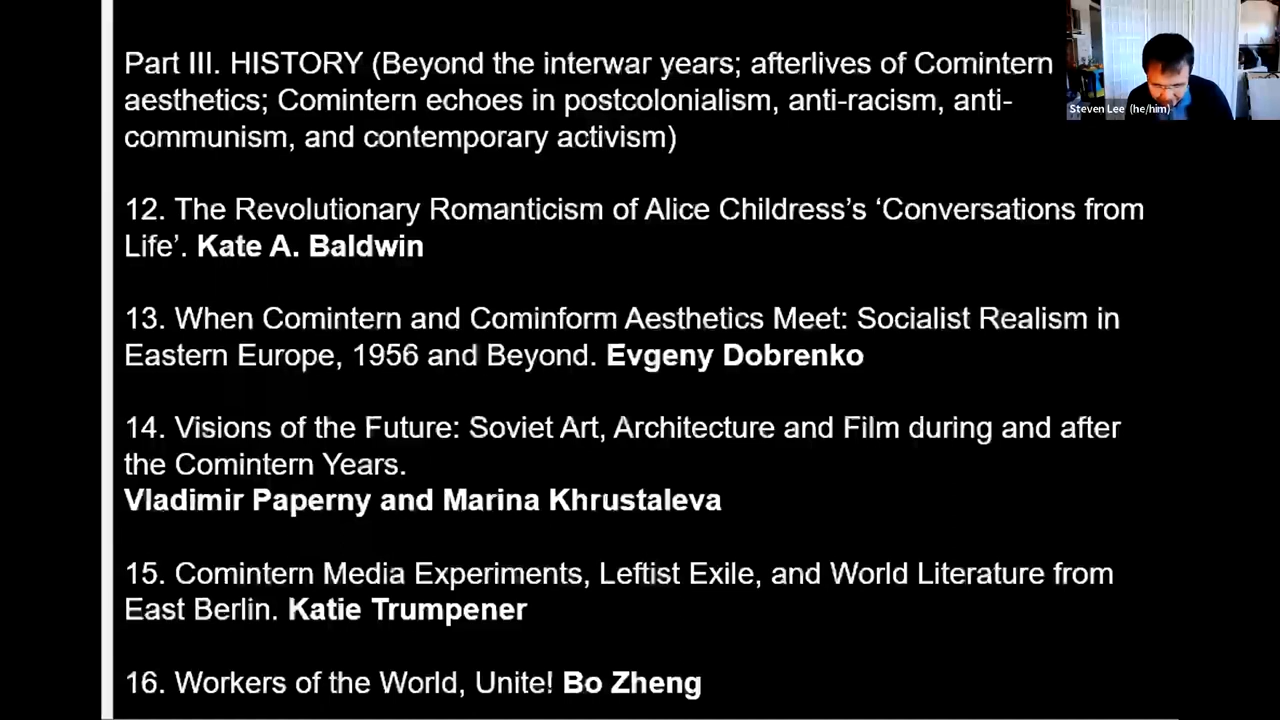 Part III. HISTORY (Beyond the interwar years; afterlives of Comintern
aesthetics; Comintern echoes in postcolonialism, anti-racism, anti-
communism, and contemporary activism)
Steven Lee (he/him)
12. The Revolutionary Romanticism of Alice Childress’s ‘Conversations from
Life’. Kate A. Baldwin
13. When Comintern and Cominform Aesthetics Meet: Socialist Realism in
Eastern Europe, 1956 and Beyond. Evgeny Dobrenko
14. Visions of the Future: Soviet Art, Architecture and Film during and after
the Comintern Years.
Vladimir Paperny and Marina Khrustaleva
15. Comintern Media Experiments, Leftist Exile, and World Literature from
East Berlin. Katie Trumpener
16. Workers of the World, Unite! Bo Zheng